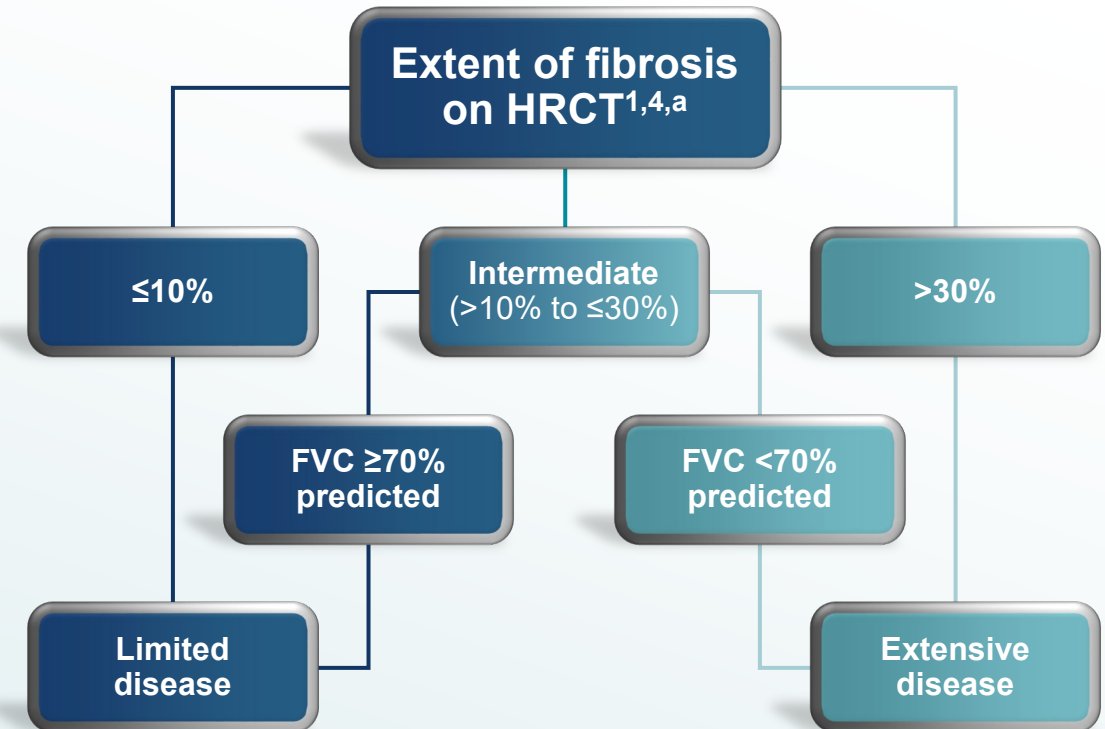 Extent of fibrosis
on HRCT1,4,a
≤10%
Intermediate
(>10% to ≤30%)
>30%
FVC ≥70%
predicted
FVC <70%
predicted
Limited
disease
Extensive
disease